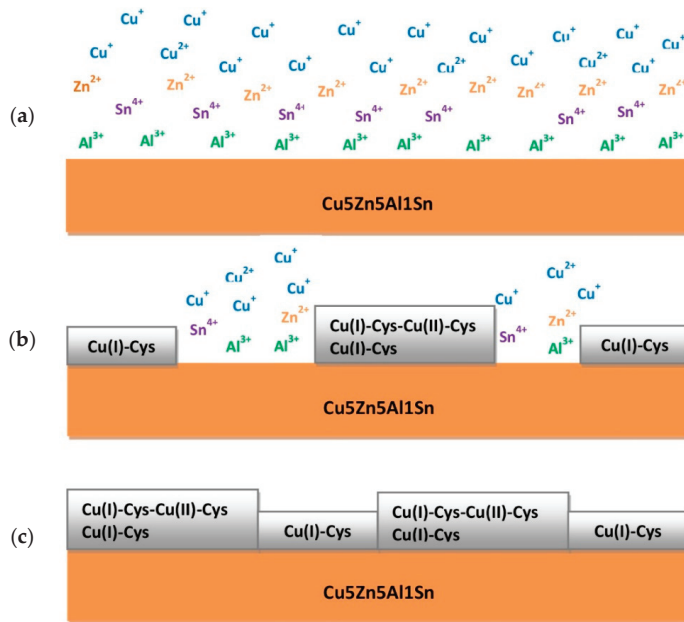 Cu⁺ Cu⁺ Cu⁺ Cu⁺ Cu⁺ Cu⁺ Cu⁺ Cu⁺ Cu⁺
Cu⁺ Cu²⁺ Cu⁺ Cu⁺ Cu⁺ Cu²⁺ Cu⁺ Cu²⁺ Cu⁺
Zn²⁺ Zn²⁺ Zn²⁺ Zn²⁺ Zn²⁺ Zn²⁺ Zn²⁺ Zn²⁺ Zn²⁺
(a)
Sn⁴⁺ Sn⁴⁺ Sn⁴⁺ Sn⁴⁺ Sn⁴⁺ Sn⁴⁺ Sn⁴⁺
Al³⁺ Al³⁺ Al³⁺ Al³⁺ Al³⁺ Al³⁺ Al³⁺ Al³⁺ Al³⁺ Al³⁺
Cu5Zn5Al1Sn
(b)
Cu(I)-Cys
Cu²⁺ Cu⁺
Cu⁺ Cu⁺ Cu⁺
Sn⁴⁺ Zn²⁺
Al³⁺ Al³⁺
Cu(I)-Cys-Cu(II)-Cys
Cu(I)-Cys
Cu²⁺
Cu⁺ Cu⁺
Sn⁴⁺ Zn²⁺
Al³⁺
Cu(I)-Cys
Cu5Zn5Al1Sn
(c)
Cu(I)-Cys-Cu(II)-Cys
Cu(I)-Cys
Cu(I)-Cys
Cu(I)-Cys-Cu(II)-Cys
Cu(I)-Cys
Cu(I)-Cys
Cu5Zn5Al1Sn